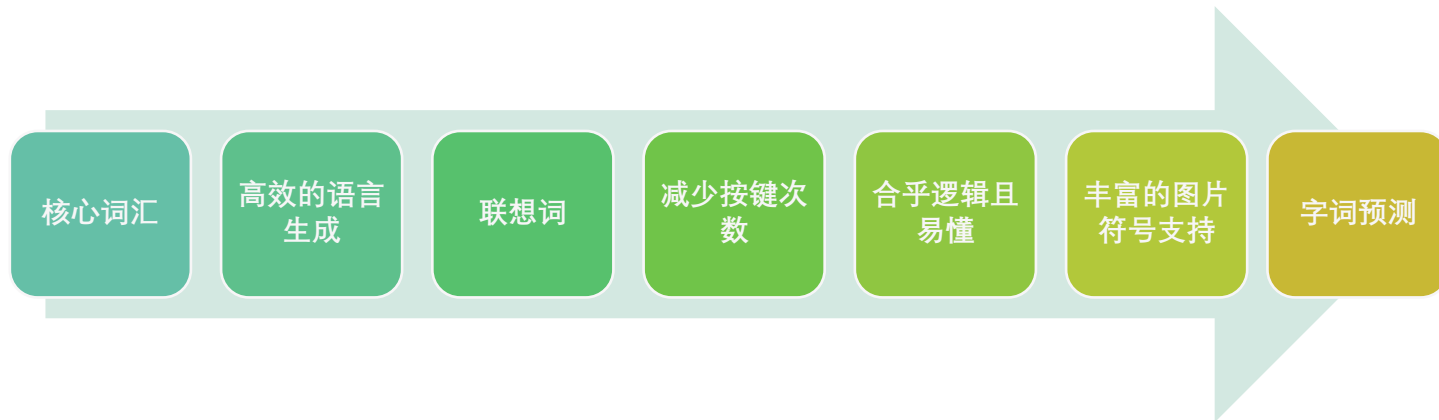 核心词汇
高效的语言
生成
联想词
减少按键次
数
合乎逻辑且
易懂
丰富的图片
符号支持
字词预测